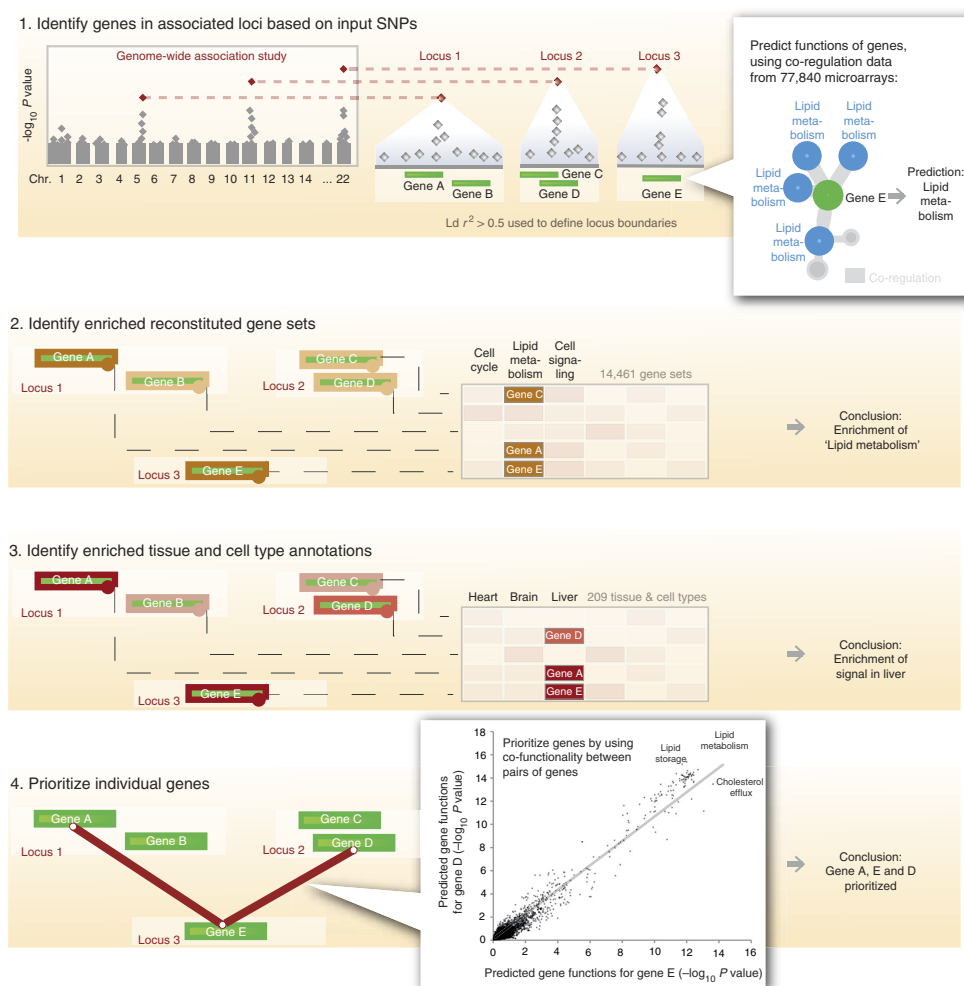 1. Identify genes in associated loci based on input SNPs
Genome-wide association study
-log10 P value
Chr. 1 2 3 4 5 6 7 8 9 10 11 12 13 14 ... 22
Locus 1
Locus 2
Locus 3
Gene A
Gene B
Gene C
Gene D
Gene E
Ld r² > 0.5 used to define locus boundaries
Predict functions of genes,
using co-regulation data
from 77,840 microarrays:
Lipid
meta-
bolism
Lipid
meta-
bolism
Lipid
meta-
bolism
Lipid
meta-
bolism
Gene E
Prediction:
Lipid
meta-
bolism
Co-regulation
2. Identify enriched reconstituted gene sets
Gene A
Locus 1
Gene B
Gene C
Locus 2
Gene D
Locus 3
Gene E
Cell
cycle
Lipid
meta-
bolism
Cell
signa-
ling
14,461 gene sets
Gene C
Gene A
Gene E
Conclusion:
Enrichment of
‘Lipid metabolism’
3. Identify enriched tissue and cell type annotations
Gene A
Locus 1
Gene B
Gene C
Locus 2
Gene D
Locus 3
Gene E
Heart Brain Liver 209 tissue & cell types
Gene D
Gene A
Gene E
Conclusion:
Enrichment of
signal in liver
4. Prioritize individual genes
Gene A
Locus 1
Gene B
Gene C
Locus 2
Gene D
Locus 3
Gene E
Prioritize genes by using
co-functionality between
pairs of genes
Lipid
storage
Lipid
metabolism
Cholesterol
efflux
Predicted gene functions
for gene D (–log10 P value)
18
16
14
12
10
8
6
4
2
0
0 2 4 6 8 10 12 14 16
Predicted gene functions for gene E (–log10 P value)
Conclusion:
Gene A, E and D
prioritized